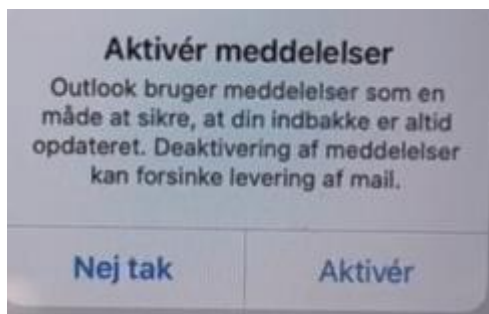 Aktivér meddelelser
Outlook bruger meddelelser som en
måde at sikre, at din indbakke er altid
opdateret. Deaktivering af meddelelser
kan forsinke levering af mail.
Nej tak
Aktivér